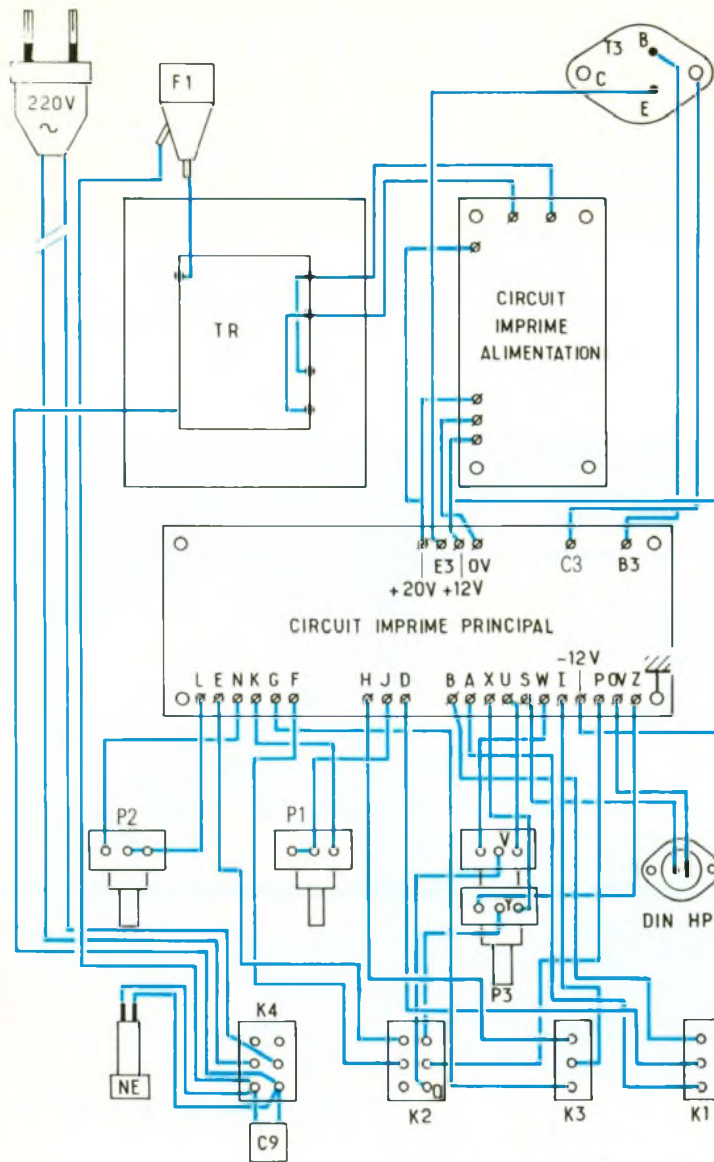 220V
~
F1
T3
B
C
E
TR
CIRCUIT
IMPRIME
ALIMENTATION
E3 0V
C3
B3
+20V +12V
CIRCUIT IMPRIME PRINCIPAL
-12V
L E N K G F H J D B A X U S W I P 0V Z
P2
P1
V
Y
P3
DIN HP
K4
K2
K3
K1
NE
C9